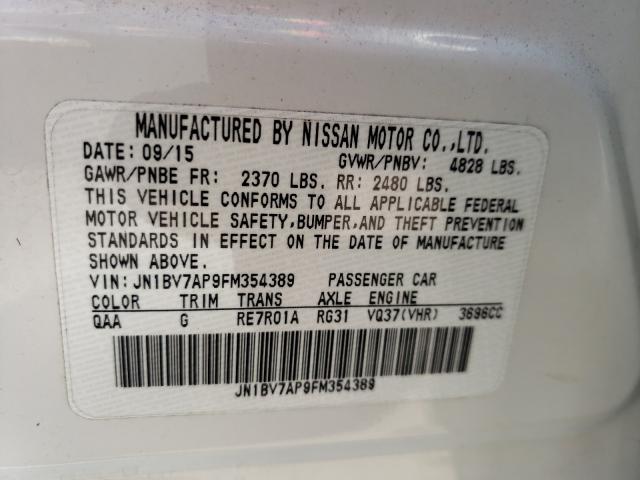 MANUFACTURED BY NISSAN MOTOR CO.,LTD.
DATE: 09/15 GVWR/PNBV: 4828 LBS.
GAWR/PNBE FR: 2370 LBS. RR: 2480 LBS.
THIS VEHICLE CONFORMS TO ALL APPLICABLE FEDERAL
MOTOR VEHICLE SAFETY,BUMPER,AND THEFT PREVENTION
STANDARDS IN EFFECT ON THE DATE OF MANUFACTURE
SHOWN ABOVE.
VIN: JN1BV7AP9FM354389 PASSENGER CAR
COLOR TRIM TRANS AXLE ENGINE
QAA G RE7R01A RG31 VQ37(VHR) 3696CC
JN1BV7AP9FM354389